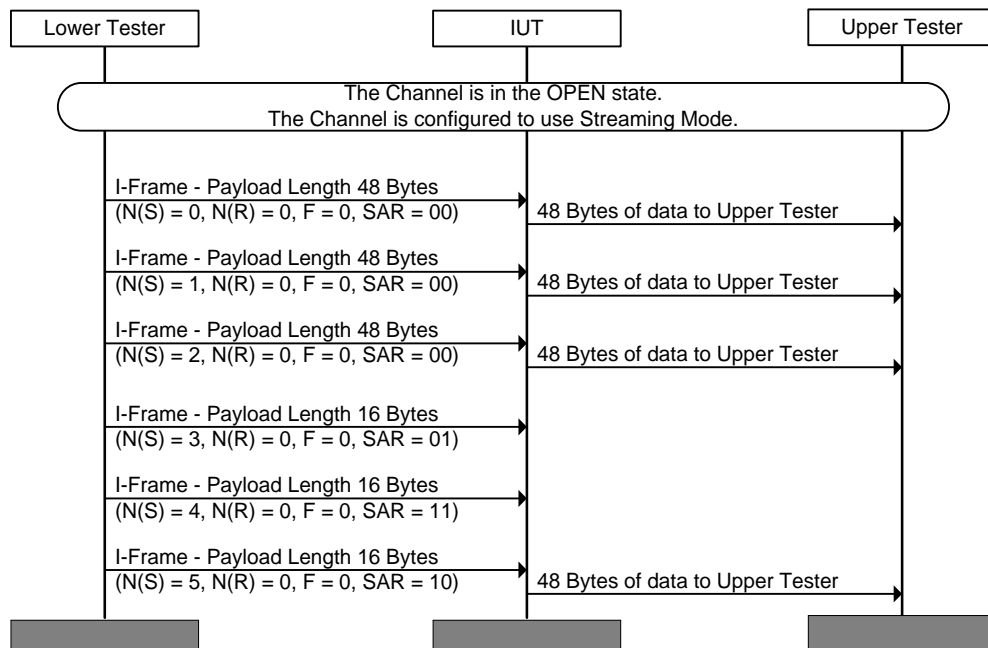 Lower Tester
IUT
Upper Tester
The Channel is in the OPEN state.
The Channel is configured to use Streaming Mode.
I-Frame - Payload Length 48 Bytes
(N(S) = 0, N(R) = 0, F = 0, SAR = 00)
48 Bytes of data to Upper Tester
I-Frame - Payload Length 48 Bytes
(N(S) = 1, N(R) = 0, F = 0, SAR = 00)
48 Bytes of data to Upper Tester
I-Frame - Payload Length 48 Bytes
(N(S) = 2, N(R) = 0, F = 0, SAR = 00)
48 Bytes of data to Upper Tester
I-Frame - Payload Length 16 Bytes
(N(S) = 3, N(R) = 0, F = 0, SAR = 01)
I-Frame - Payload Length 16 Bytes
(N(S) = 4, N(R) = 0, F = 0, SAR = 11)
I-Frame - Payload Length 16 Bytes
(N(S) = 5, N(R) = 0, F = 0, SAR = 10)
48 Bytes of data to Upper Tester